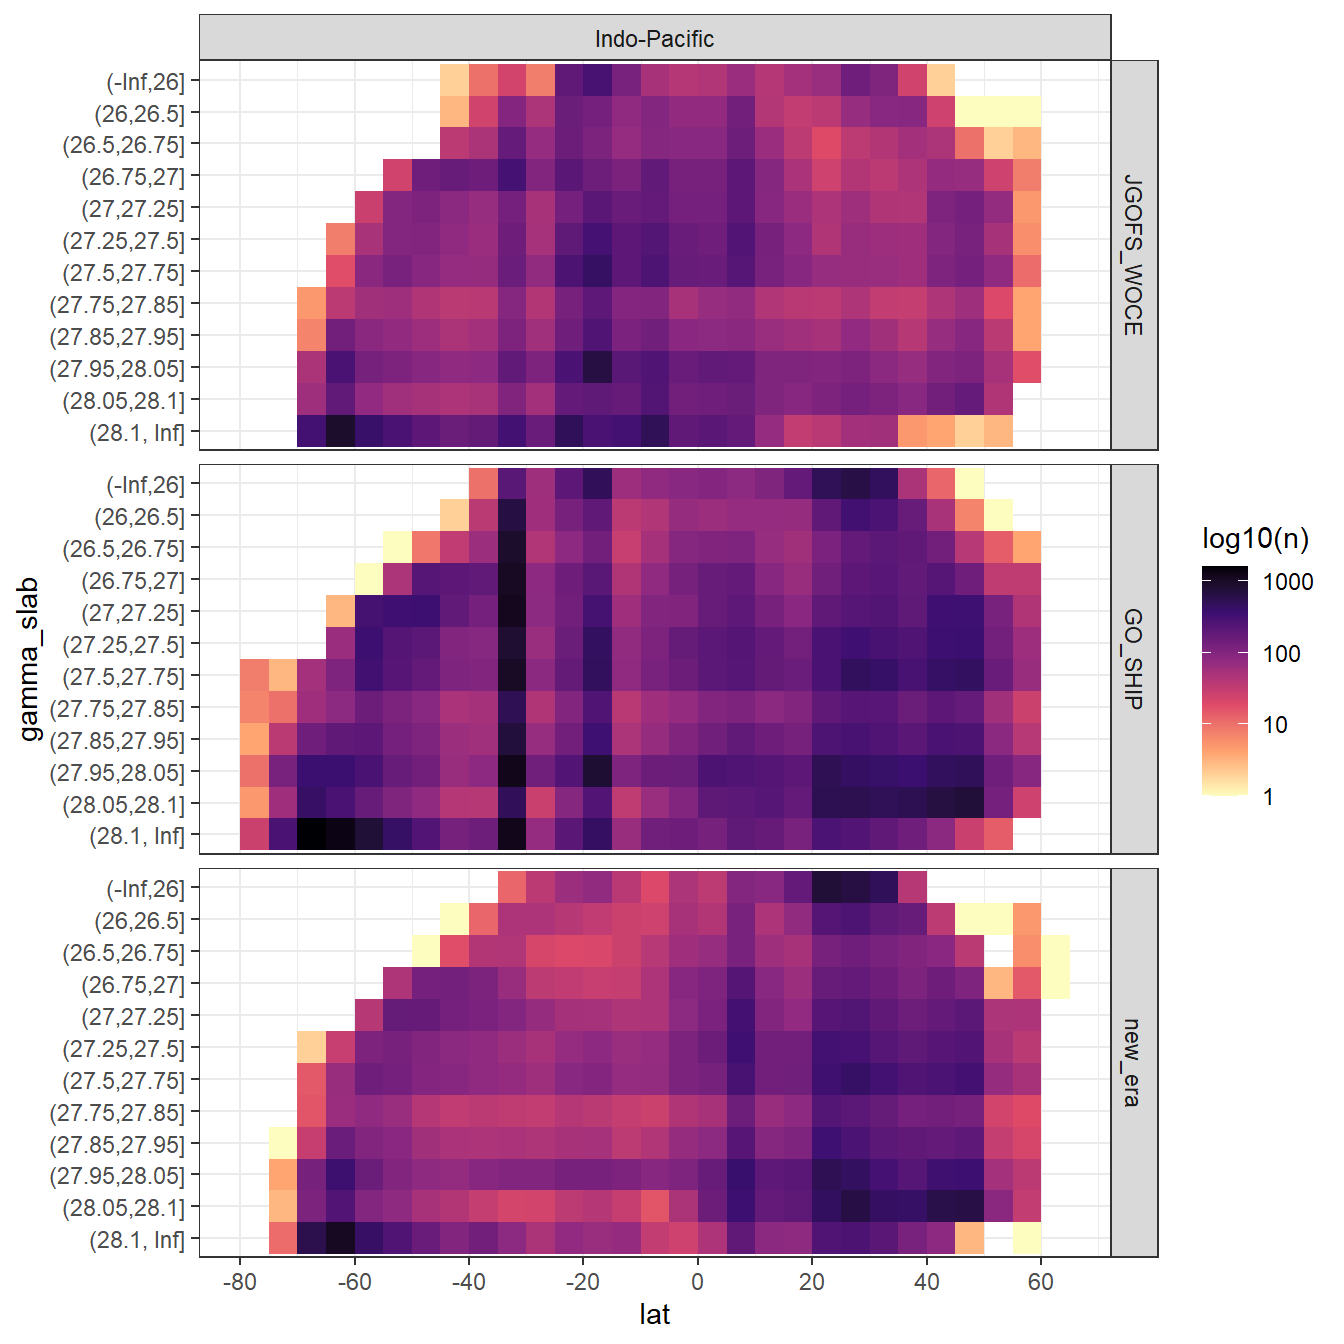 Indo-Pacific
(-Inf,26]
(26,26.5]
(26.5,26.75]
(26.75,27]
(27,27.25]
(27.25,27.5]
(27.5,27.75]
(27.75,27.85]
(27.85,27.95]
(27.95,28.05]
(28.05,28.1]
(28.1, Inf]
JGOFS_WOCE
(-Inf,26]
(26,26.5]
(26.5,26.75]
(26.75,27]
(27,27.25]
(27.25,27.5]
(27.5,27.75]
(27.75,27.85]
(27.85,27.95]
(27.95,28.05]
(28.05,28.1]
(28.1, Inf]
GO_SHIP
(-Inf,26]
(26,26.5]
(26.5,26.75]
(26.75,27]
(27,27.25]
(27.25,27.5]
(27.5,27.75]
(27.75,27.85]
(27.85,27.95]
(27.95,28.05]
(28.05,28.1]
(28.1, Inf]
new_era
gamma_slab
-80 -60 -40 -20 0 20 40 60
lat
log10(n)
1000
100
10
1